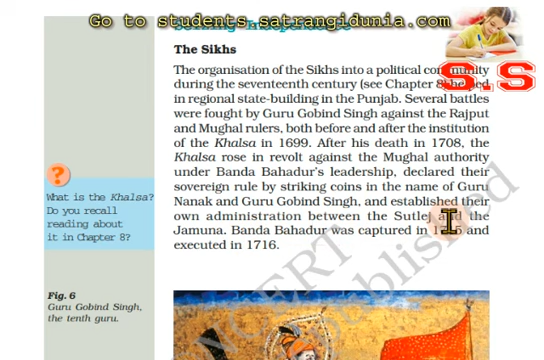 Go to students.satrangidunia.com
Seizing Independence
S.S
The Sikhs
The organisation of the Sikhs into a political community
during the seventeenth century (see Chapter 8) helped
in regional state-building in the Punjab. Several battles
were fought by Guru Gobind Singh against the Rajput
and Mughal rulers, both before and after the institution
of the Khalsa in 1699. After his death in 1708, the
Khalsa rose in revolt against the Mughal authority
under Banda Bahadur's leadership, declared their
sovereign rule by striking coins in the name of Guru
Nanak and Guru Gobind Singh, and established their
own administration between the Sutlej and the
Jamuna. Banda Bahadur was captured in 1715 and
executed in 1716.
?
What is the Khalsa?
Do you recall
reading about
it in Chapter 8?
Fig. 6
Guru Gobind Singh,
the tenth guru.
NCERT
republished